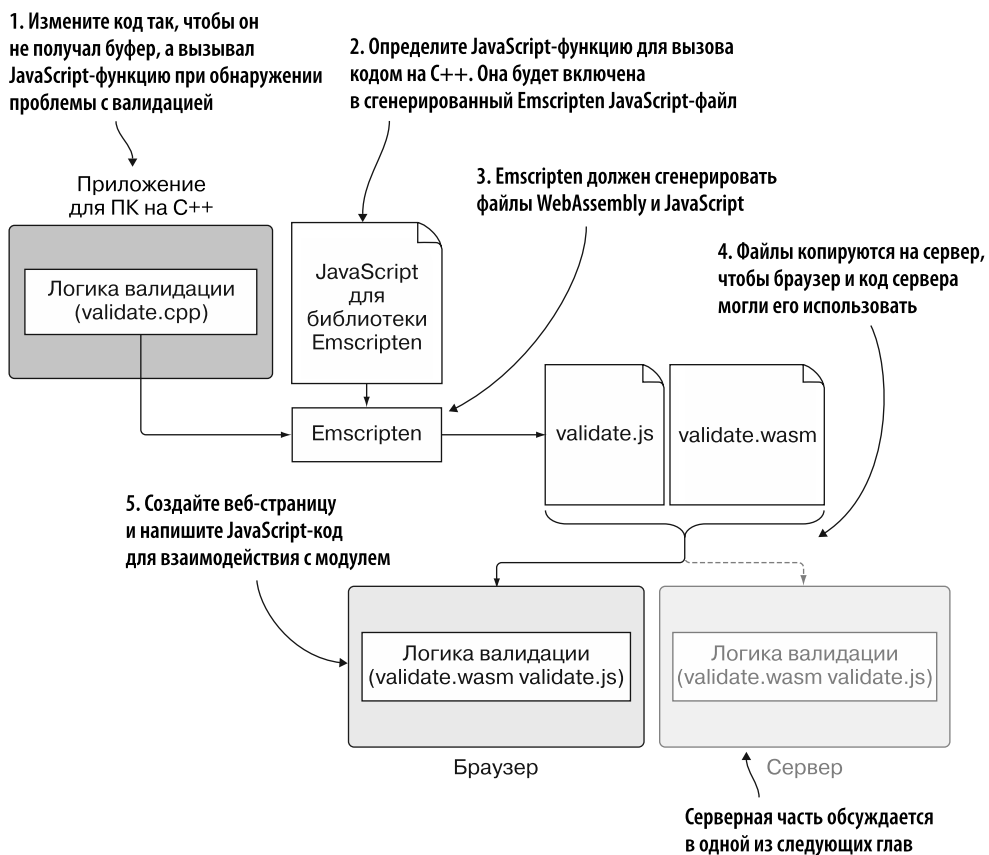 1. Измените код так, чтобы он
не получал буфер, а вызывал
JavaScript-функцию при обнаружении
проблемы с валидацией
2. Определите JavaScript-функцию для вызова
кодом на C++. Она будет включена
в сгенерированный Emscripten JavaScript-файл
3. Emscripten должен сгенерировать
файлы WebAssembly и JavaScript
Приложение
для ПК на C++
Логика валидации
(validate.cpp)
JavaScript
для
библиотеки
Emscripten
4. Файлы копируются на сервер,
чтобы браузер и код сервера
могли его использовать
Emscripten
validate.js
validate.wasm
5. Создайте веб-страницу
и напишите JavaScript-код
для взаимодействия с модулем
Логика валидации
(validate.wasm validate.js)
Браузер
Логика валидации
(validate.wasm validate.js)
Сервер
Серверная часть обсуждается
в одной из следующих глав